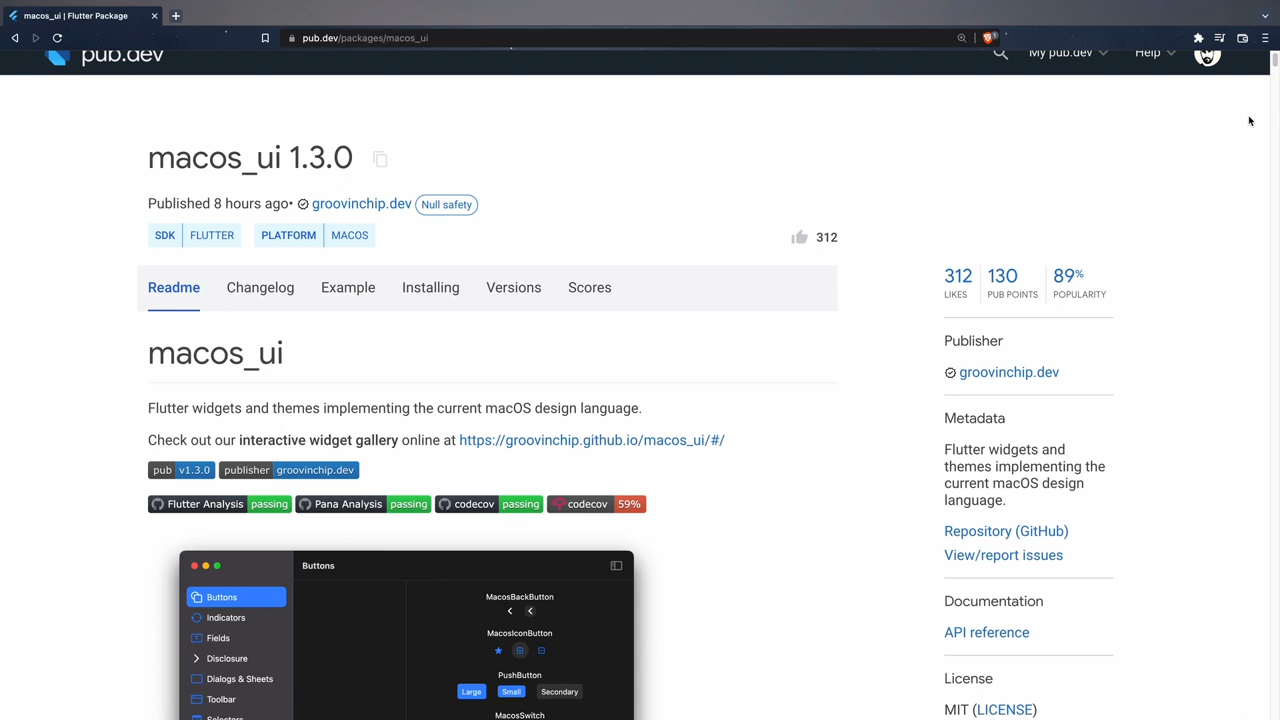 macos_ui | Flutter Package
pub.dev/packages/macos_ui
1
pub.dev
My pub.dev
Help
macos_ui 1.3.0
Published 8 hours ago• groovinchip.dev Null safety
SDK FLUTTER PLATFORM MACOS
312
Readme Changelog Example Installing Versions Scores
macos_ui
Flutter widgets and themes implementing the current macOS design language.
Check out our interactive widget gallery online at https://groovinchip.github.io/macos_ui/#/
pub v1.3.0 publisher groovinchip.dev
Flutter Analysis passing Pana Analysis passing codecov passing codecov 59%
Buttons
Buttons
Indicators
Fields
Disclosure
Dialogs & Sheets
Toolbar
Selectors
MacosBackButton
MacosIconButton
PushButton
Large Small Secondary
MacosSwitch
312 130 89%
LIKES PUB POINTS POPULARITY
Publisher
groovinchip.dev
Metadata
Flutter widgets and
themes implementing the
current macOS design
language.
Repository (GitHub)
View/report issues
Documentation
API reference
License
MIT (LICENSE)